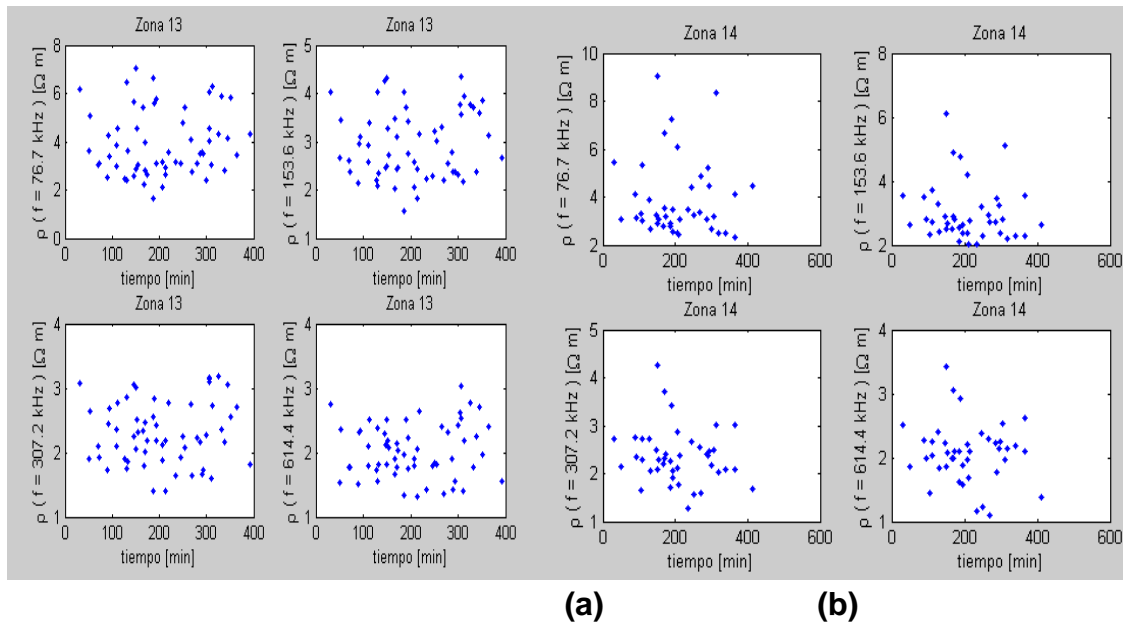 Zona 13
Zona 13
Zona 14
Zona 14
ρ ( f = 76.7 kHz ) [Ω m]
8
6
4
2
0
0 100 200 300 400
tiempo [min]
ρ ( f = 153.6 kHz ) [Ω m]
5
4
3
2
1
0 100 200 300 400
tiempo [min]
ρ ( f = 76.7 kHz ) [Ω m]
10
8
6
4
2
0 200 400 600
tiempo [min]
ρ ( f = 153.6 kHz ) [Ω m]
8
6
4
2
0 200 400 600
tiempo [min]
Zona 13
Zona 13
Zona 14
Zona 14
ρ ( f = 307.2 kHz ) [Ω m]
4
3
2
1
0 100 200 300 400
tiempo [min]
ρ ( f = 614.4 kHz ) [Ω m]
4
3
2
1
0 100 200 300 400
tiempo [min]
ρ ( f = 307.2 kHz ) [Ω m]
5
4
3
2
1
0 200 400 600
tiempo [min]
ρ ( f = 614.4 kHz ) [Ω m]
4
3
2
1
0 200 400 600
tiempo [min]
(a) (b)